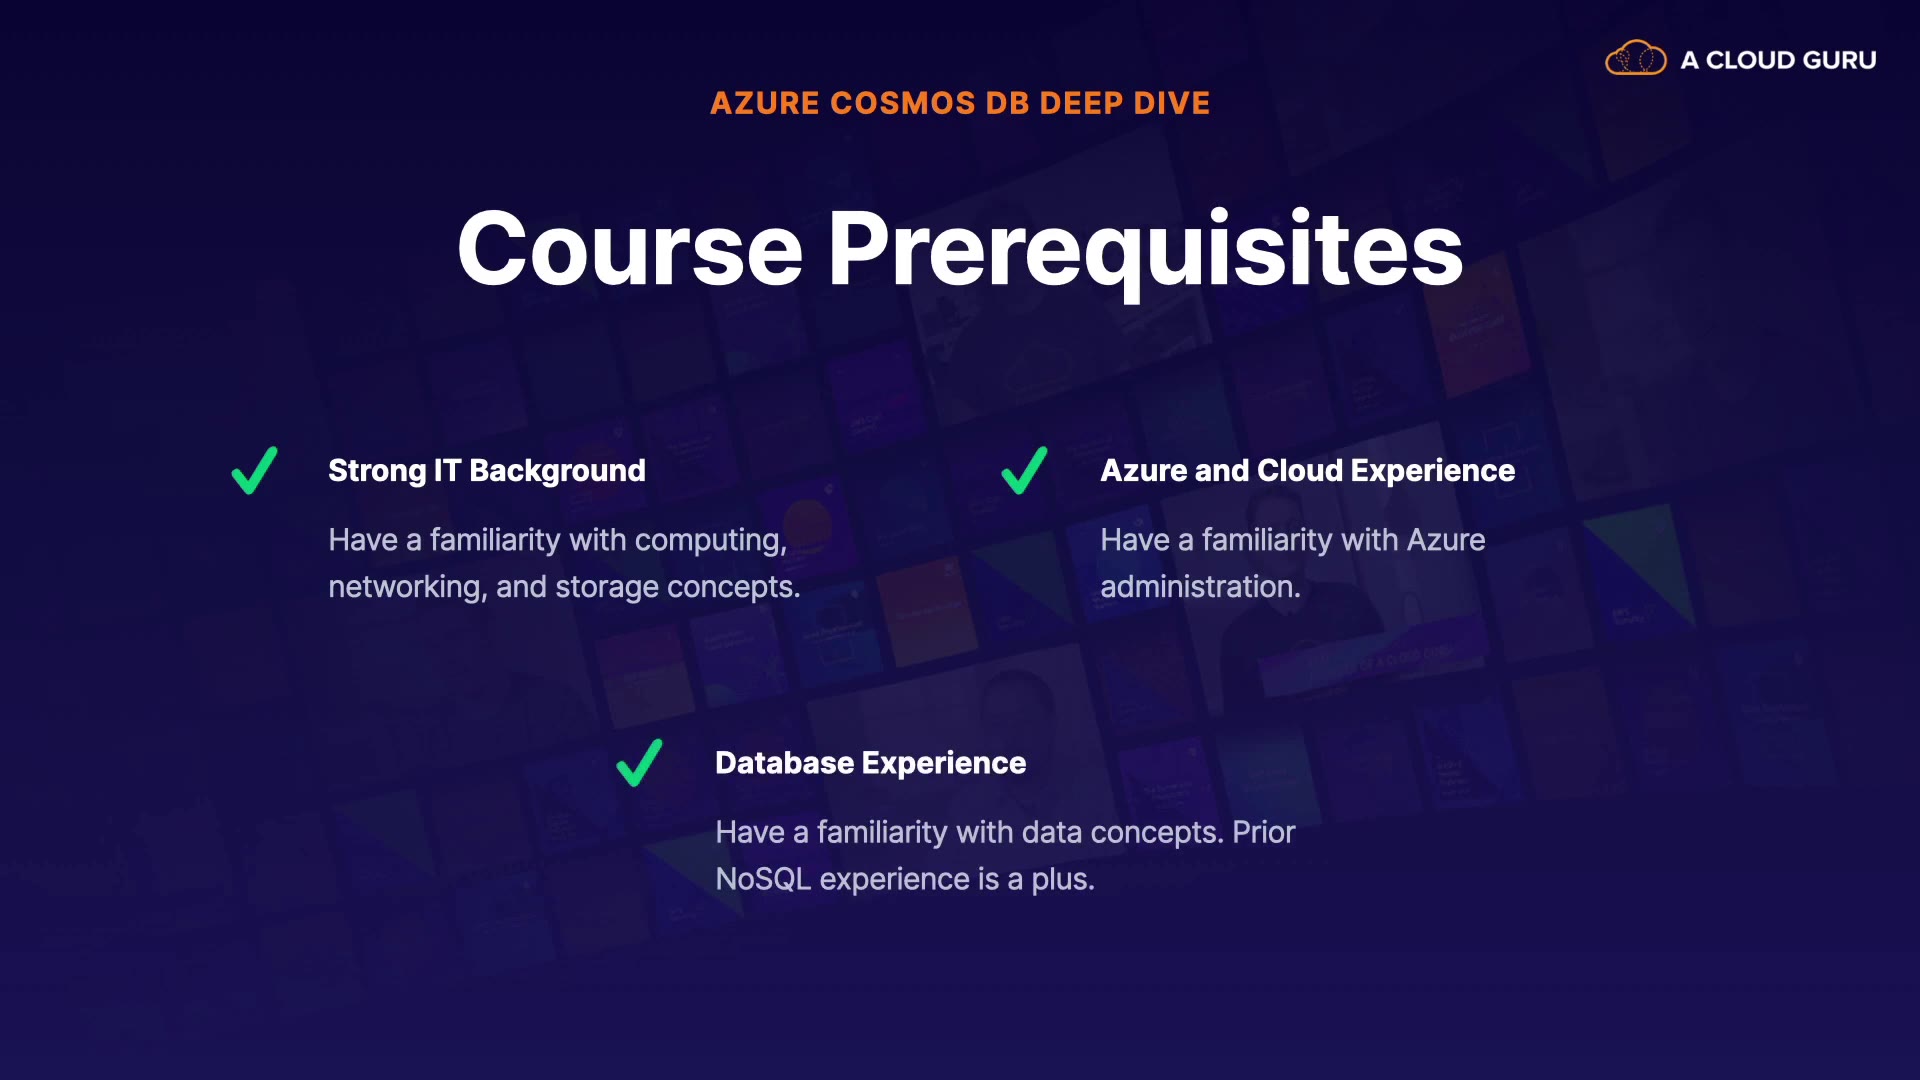 A CLOUD GURU
AZURE COSMOS DB DEEP DIVE
Course Prerequisites
Strong IT Background
Have a familiarity with computing,
networking, and storage concepts.
Azure and Cloud Experience
Have a familiarity with Azure
administration.
Database Experience
Have a familiarity with data concepts. Prior
NoSQL experience is a plus.